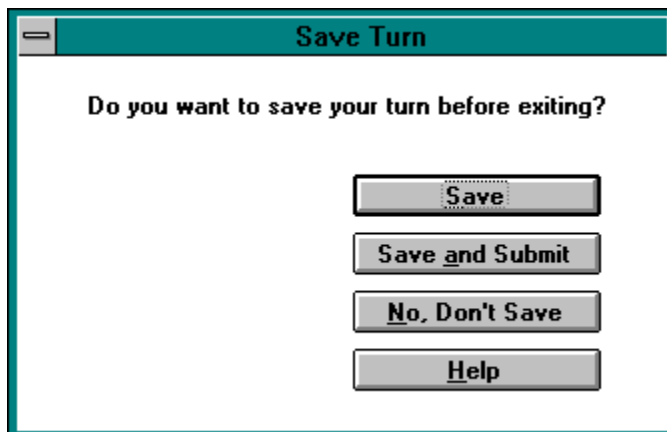 Save Turn
Do you want to save your turn before exiting?
Save
Save and Submit
No, Don't Save
Help